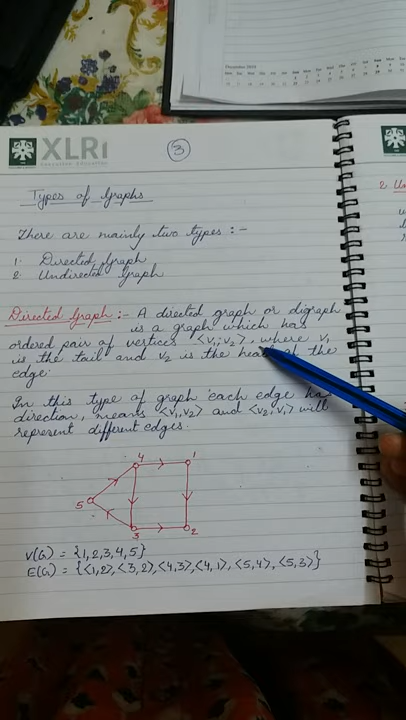 XLRI
3
Types of Graphs
There are mainly two types :-
1. Directed Graph
2. Undirected Graph
Directed Graph :- A directed graph or digraph
is a graph which has
ordered pair of vertices <v1, v2>, where v1
is the tail and v2 is the head of the
edge.
In this type of graph each edge has
direction, means <v1, v2> and <v2, v1> will
represent different edges.
4
1
5
3
2
V(G) = {1,2,3,4,5}
E(G) = {<1,2>, <3,2>, <4,3>, <4,1>, <5,4>, <5,3>}